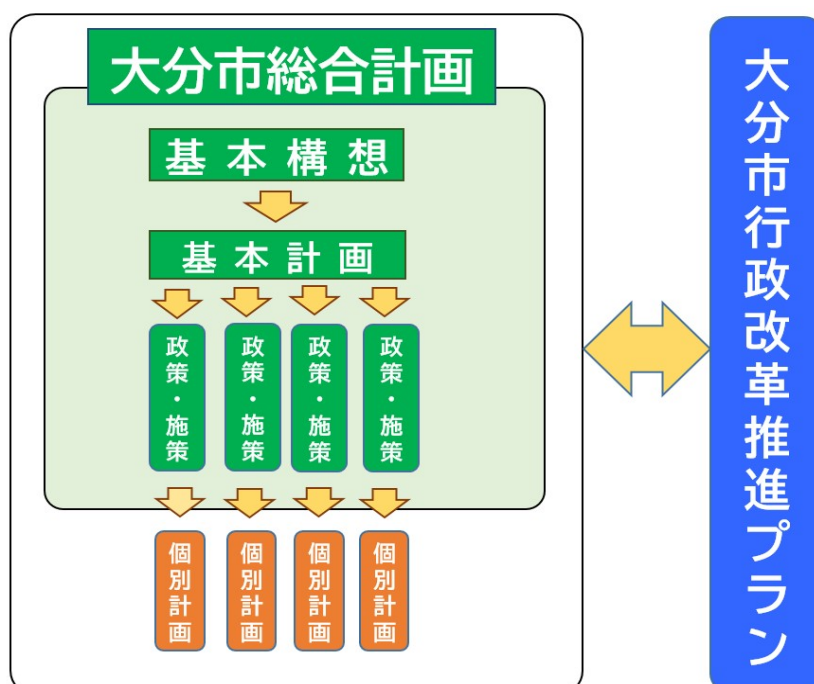 大分市総合計画
基本構想
基本計画
政策・施策
政策・施策
政策・施策
政策・施策
個別計画
個別計画
個別計画
個別計画
大分市行政改革推進プラン